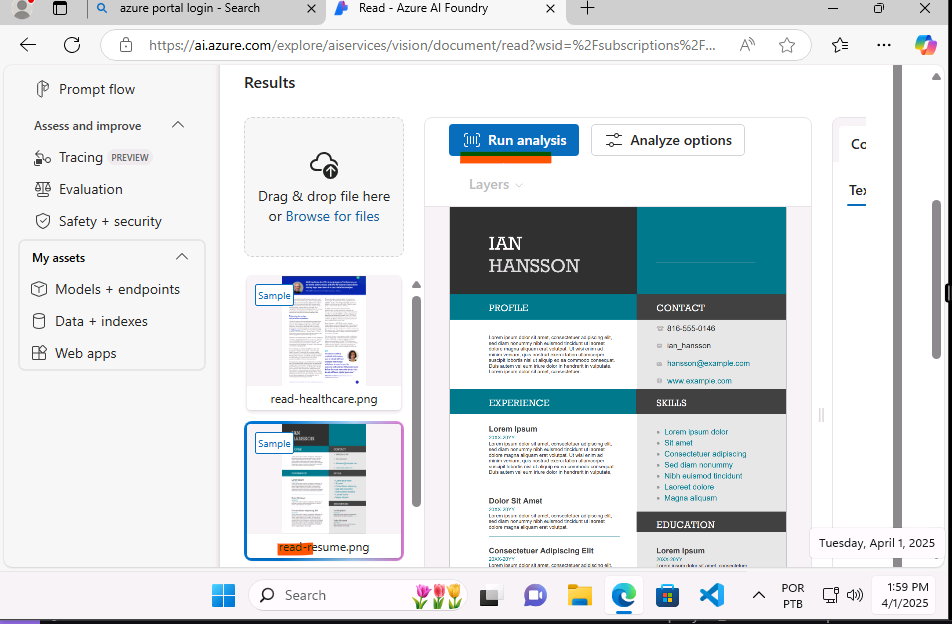 azure portal login - Search
Read - Azure AI Foundry
https://ai.azure.com/explore/aiservices/vision/document/read?wsid=%2Fsubscriptions%2F...
Prompt flow
Assess and improve
Tracing PREVIEW
Evaluation
Safety + security
My assets
Models + endpoints
Data + indexes
Web apps
Results
Drag & drop file here
or Browse for files
Sample
read-healthcare.png
Sample
read-resume.png
Run analysis
Analyze options
Layers
IAN
HANSSON
PROFILE
CONTACT
816-555-0146
ian_hansson
hansson@example.com
www.example.com
EXPERIENCE
SKILLS
Lorem Ipsum
20XX-20YY
Lorem ipsum dolor
Sit amet
Consectetuer adipiscing
Sed diam nonummy
Nibh euismod tincidunt
Laoreet dolore
Magna aliquam
Dolor Sit Amet
20XX-20YY
Consectetuer Adipiscing Elit
EDUCATION
Lorem Ipsum
Co
Tex
Tuesday, April 1, 2025
Search
POR
PTB
1:59 PM
4/1/2025